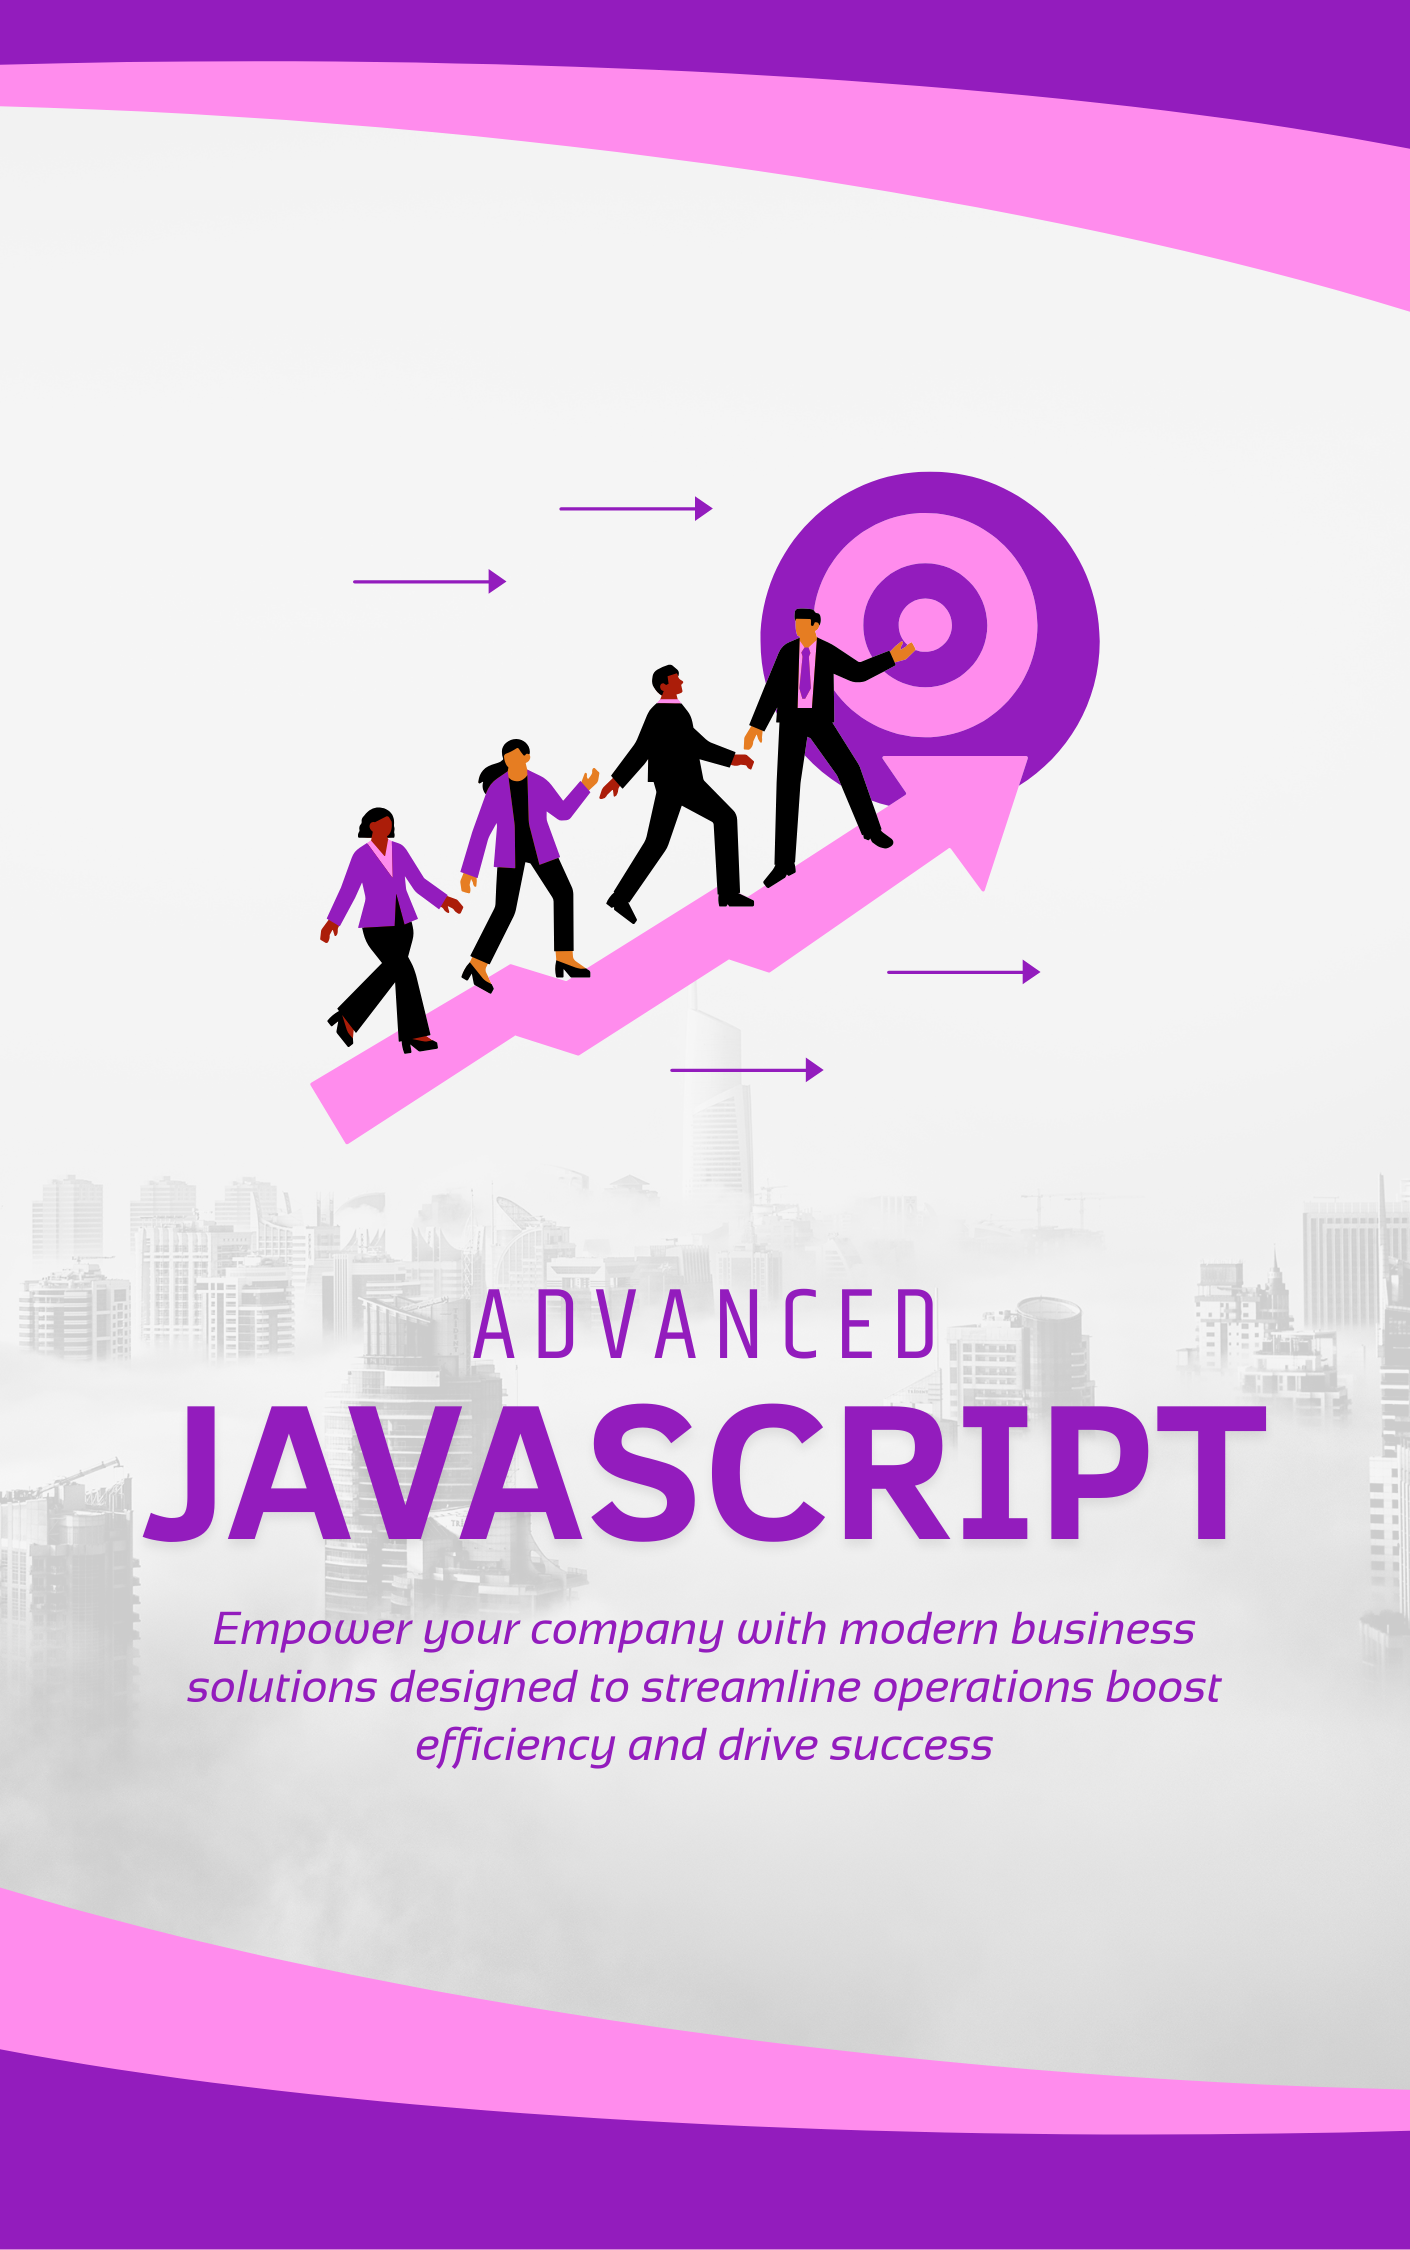 ADVANCED
JAVASCRIPT
Empower your company with modern business
solutions designed to streamline operations boost
efficiency and drive success